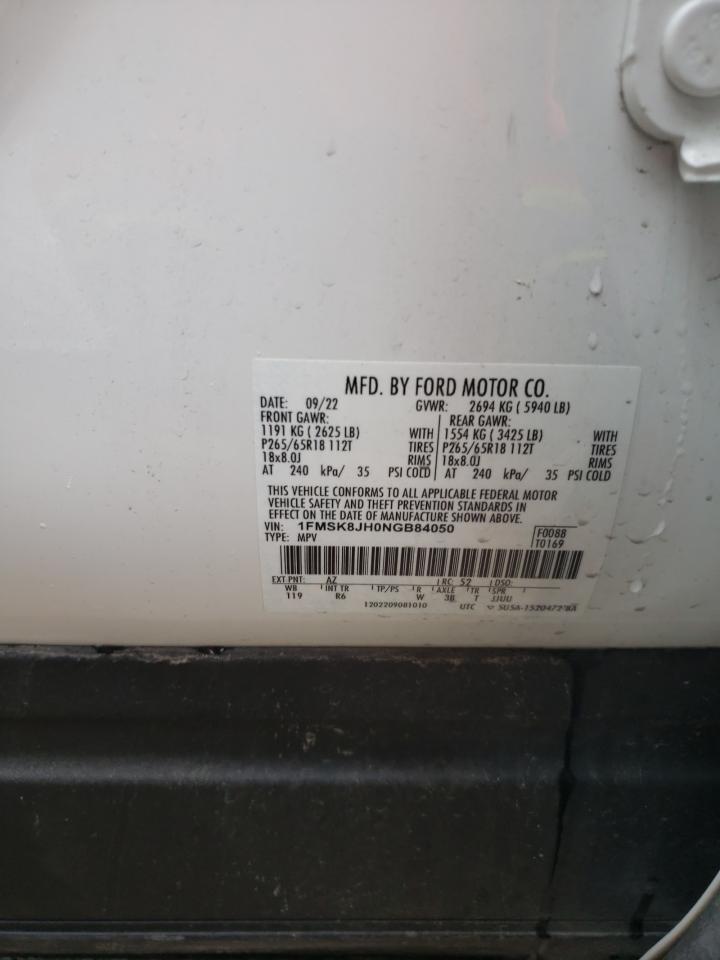 MFD. BY FORD MOTOR CO.
DATE: 09/22 GVWR: 2694 KG ( 5940 LB)
FRONT GAWR: REAR GAWR:
1191 KG ( 2625 LB) WITH 1554 KG ( 3425 LB) WITH
P265/65R18 112T TIRES P265/65R18 112T TIRES
18x8.0J RIMS 18x8.0J RIMS
AT 240 kPa/ 35 PSI COLD AT 240 kPa/ 35 PSI COLD
THIS VEHICLE CONFORMS TO ALL APPLICABLE FEDERAL MOTOR
VEHICLE SAFETY AND THEFT PREVENTION STANDARDS IN
EFFECT ON THE DATE OF MANUFACTURE SHOWN ABOVE.
VIN: 1FMSK8JH0NGB84050 F0088
TYPE: MPV T0169
EXT PNT: AZ RC: 52 DSO:
WB INT TR TP/PS R AXLE TR SPR
119 R6 W 3B T JJUU
1202209081010 UTC